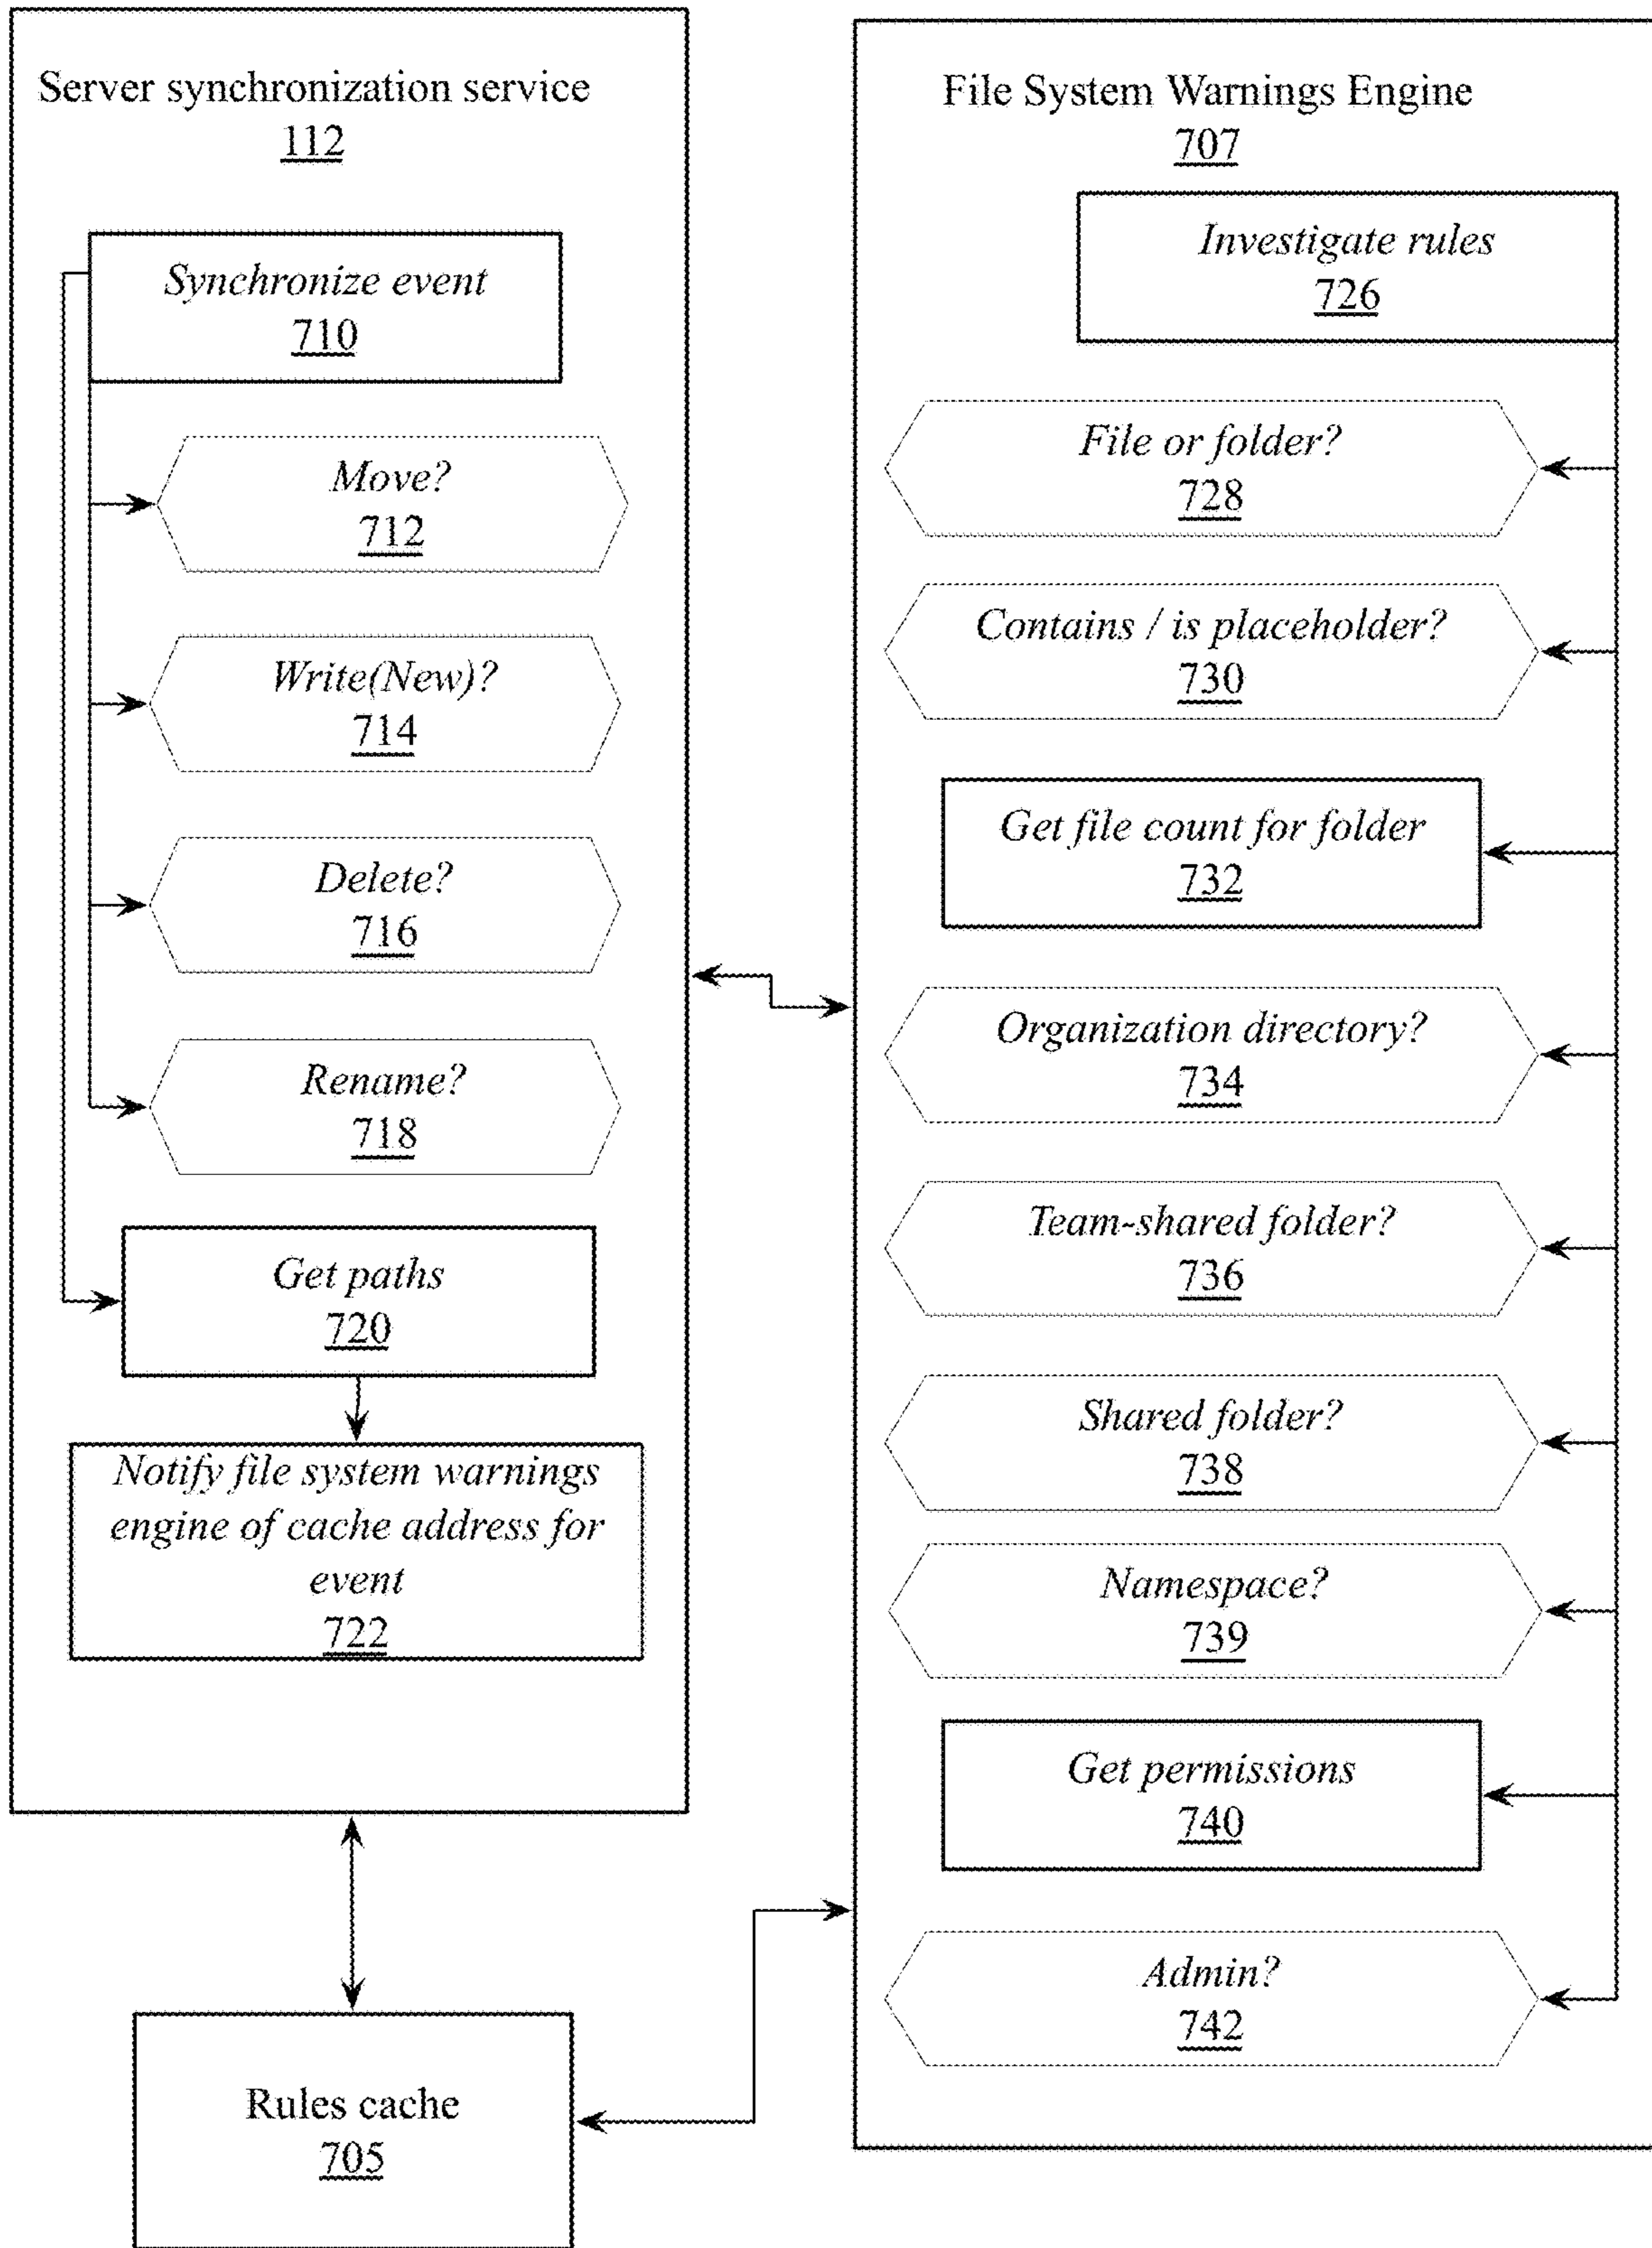 Server synchronization service
112
Synchronize event
710
Move?
712
Write(New)?
714
Delete?
716
Rename?
718
Get paths
720
Notify file system warnings
engine of cache address for
event
722
Rules cache
705
File System Warnings Engine
707
Investigate rules
726
File or folder?
728
Contains / is placeholder?
730
Get file count for folder
732
Organization directory?
734
Team-shared folder?
736
Shared folder?
738
Namespace?
739
Get permissions
740
Admin?
742